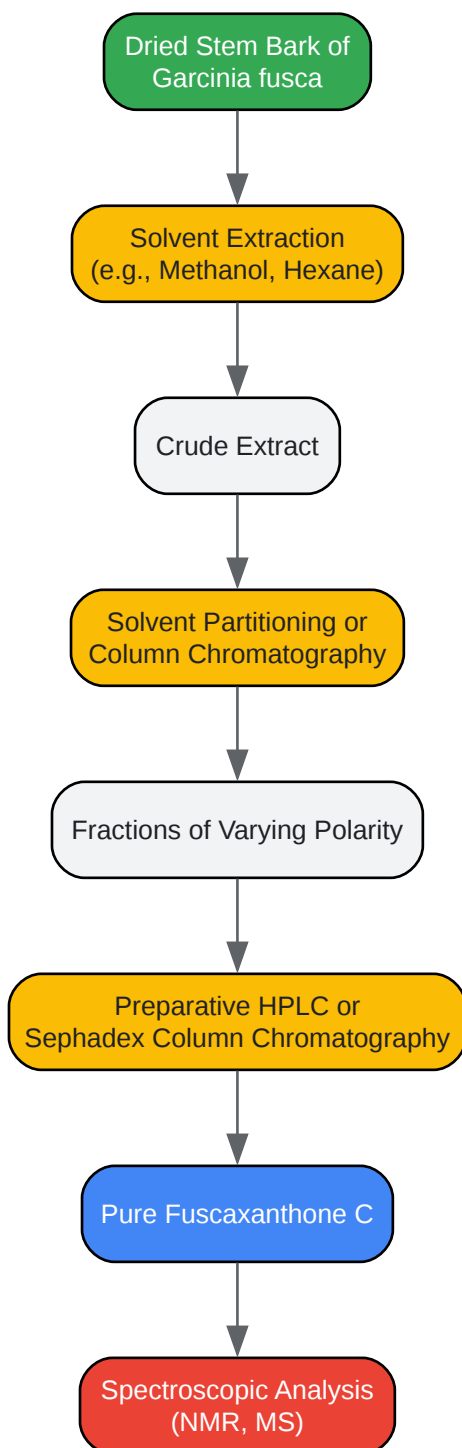 Dried Stem Bark of
Garcinia fusca
Solvent Extraction
(e.g., Methanol, Hexane)
Crude Extract
Solvent Partitioning or
Column Chromatography
Fractions of Varying Polarity
Preparative HPLC or
Sephadex Column Chromatography
Pure Fuscaxanthone C
Spectroscopic Analysis
(NMR, MS)